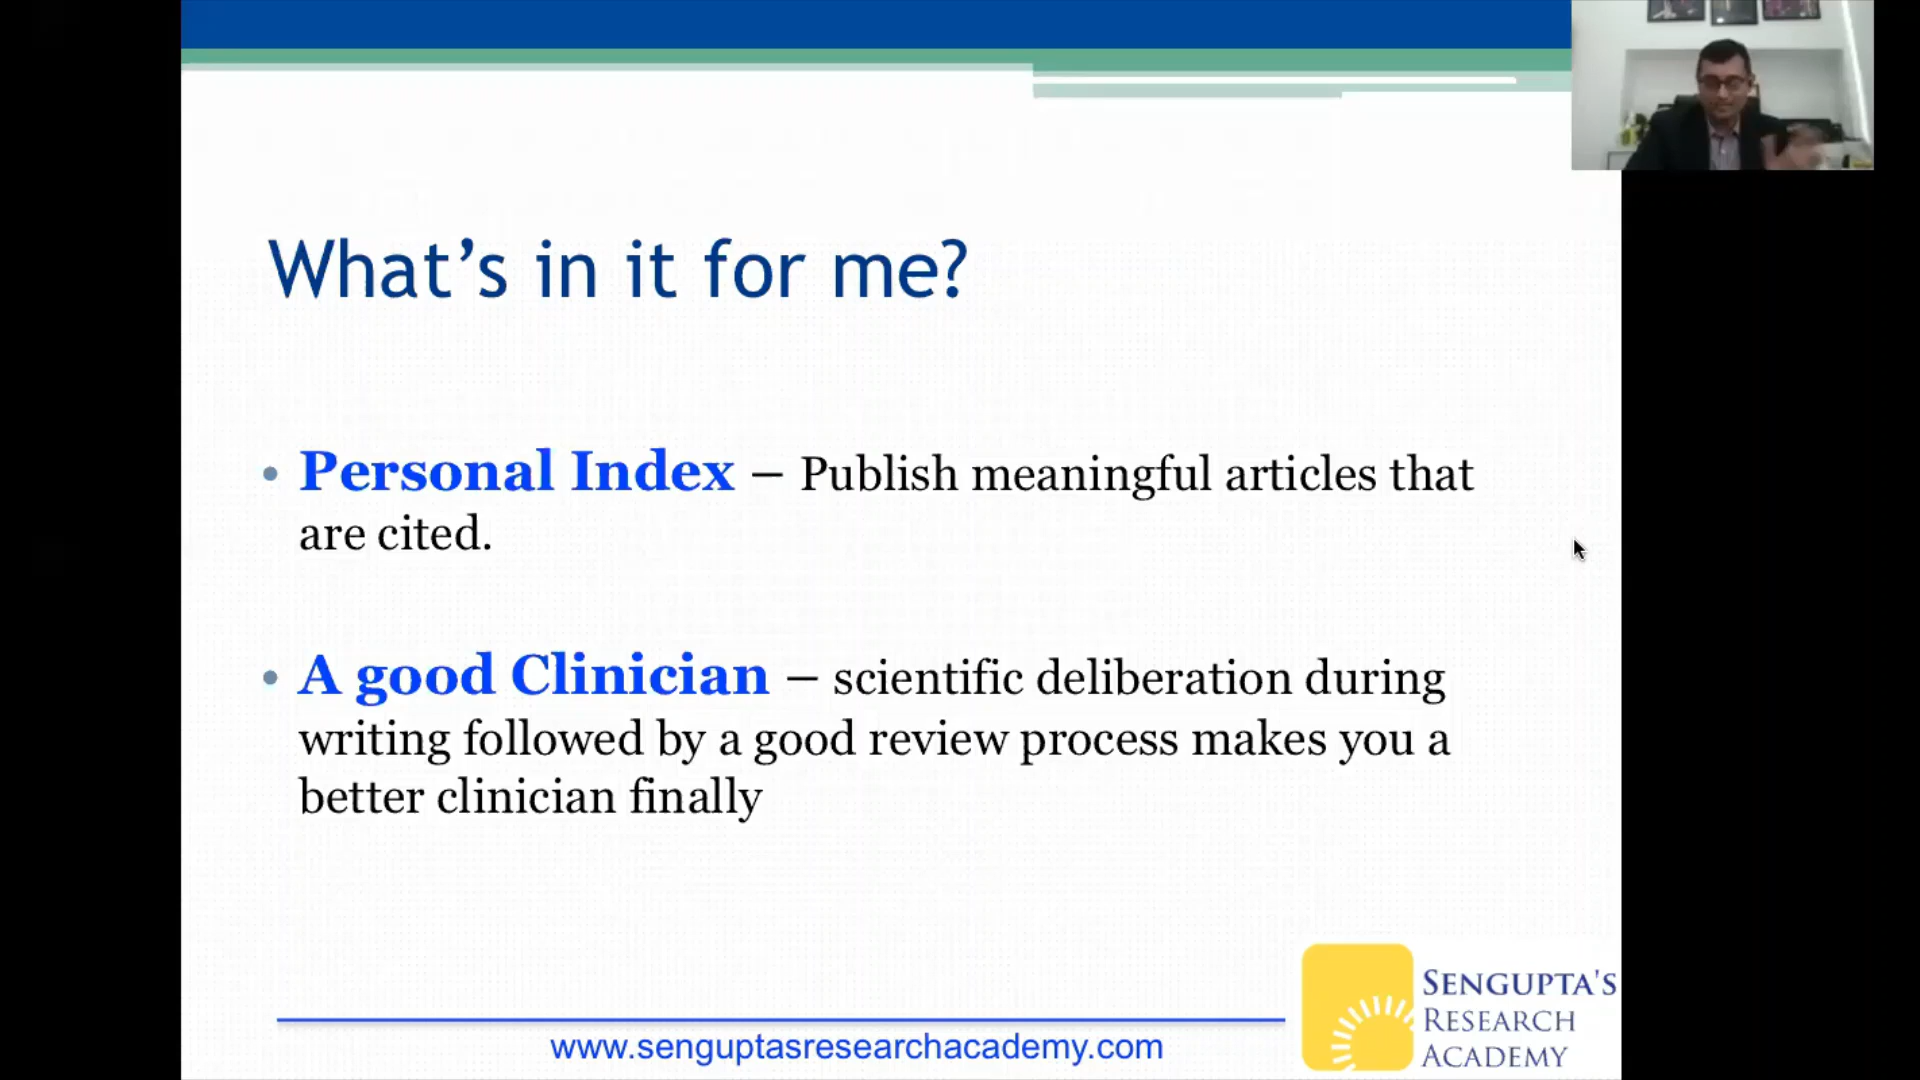 What’s in it for me?
• Personal Index – Publish meaningful articles that
are cited.
• A good Clinician – scientific deliberation during
writing followed by a good review process makes you a
better clinician finally
www.senguptasresearchacademy.com
SENGUPTA'S
RESEARCH
ACADEMY